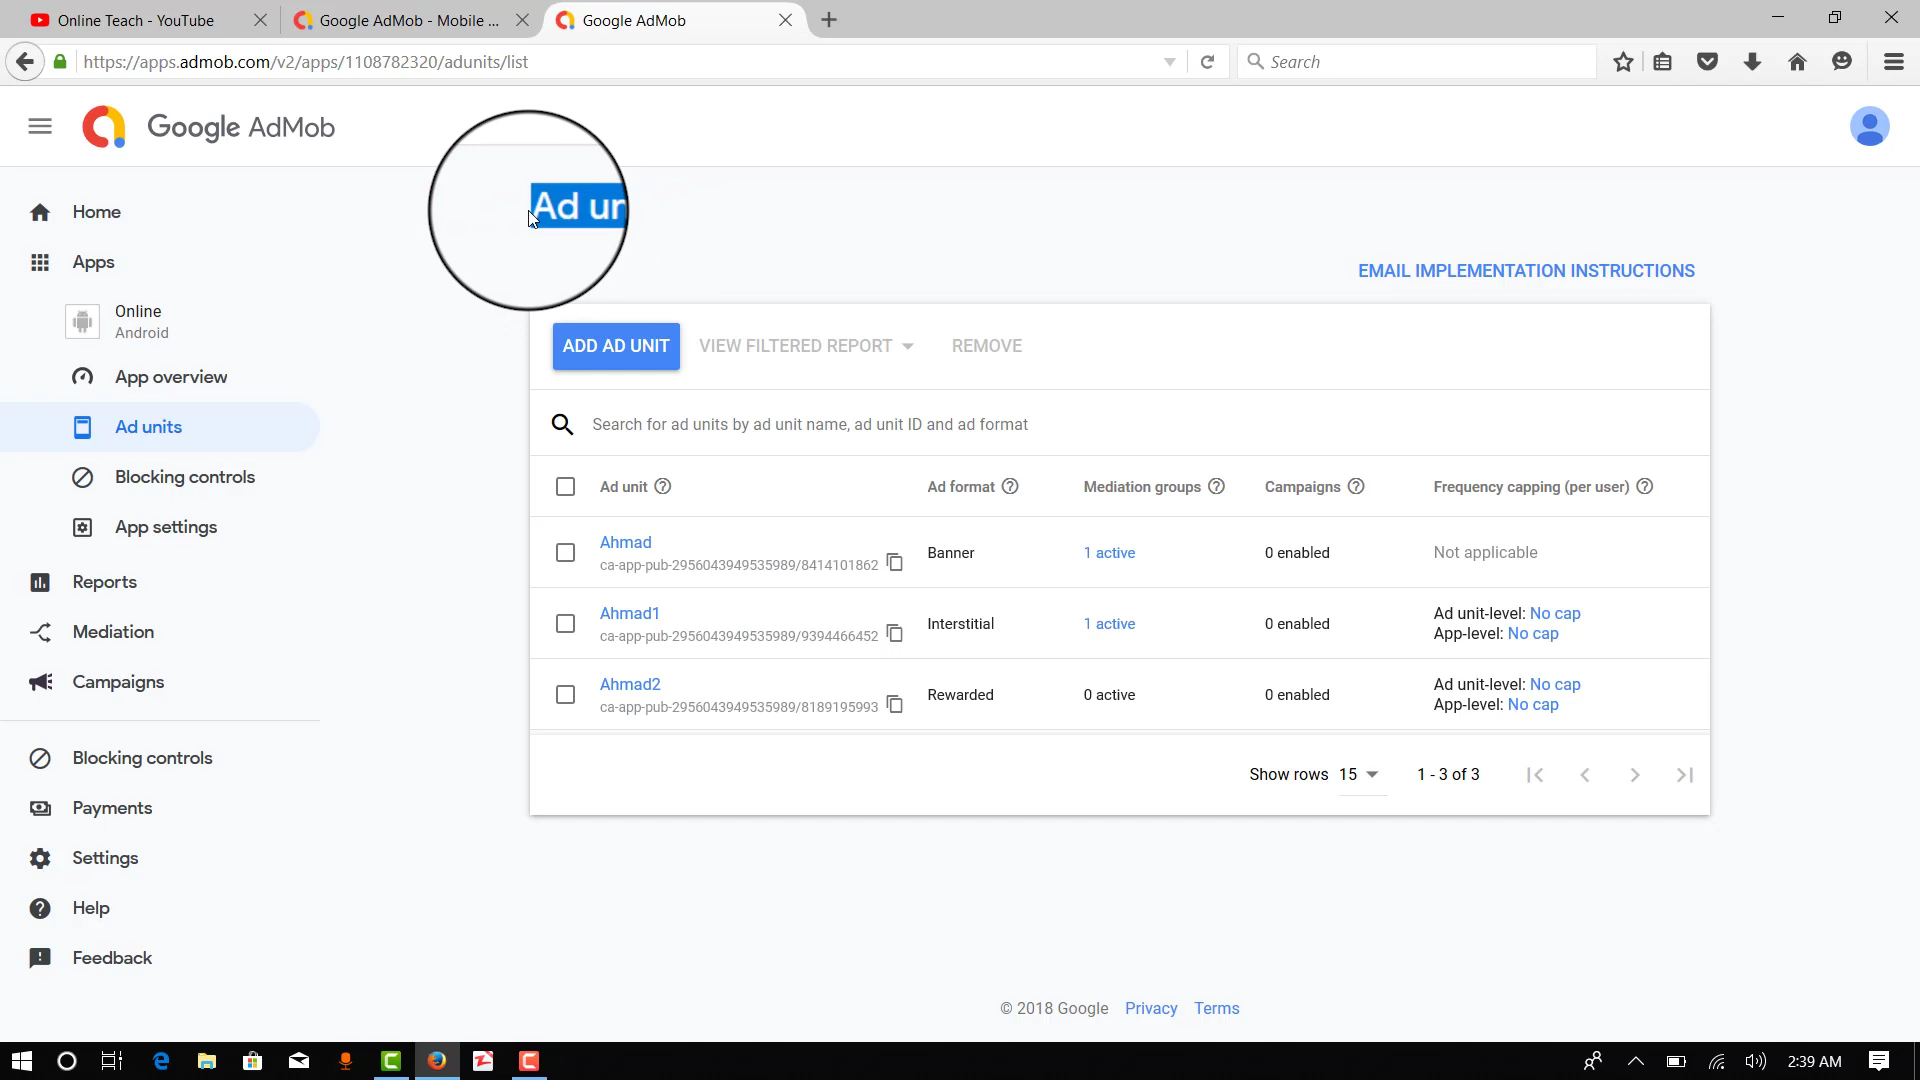 Online Teach - YouTube
Google AdMob - Mobile ...
Google AdMob
https://apps.admob.com/v2/apps/1108782320/adunits/list
Search
Google AdMob
Ad un
Home
Apps
Online
Android
App overview
Ad units
Blocking controls
App settings
Reports
Mediation
Campaigns
Blocking controls
Payments
Settings
Help
Feedback
EMAIL IMPLEMENTATION INSTRUCTIONS
ADD AD UNIT VIEW FILTERED REPORT REMOVE
Search for ad units by ad unit name, ad unit ID and ad format
Ad unit Ad format Mediation groups Campaigns Frequency capping (per user)
Ahmad
ca-app-pub-2956043949535989/8414101862 Banner 1 active 0 enabled Not applicable
Ahmad1
ca-app-pub-2956043949535989/9394466452 Interstitial 1 active 0 enabled Ad unit-level: No cap
App-level: No cap
Ahmad2
ca-app-pub-2956043949535989/8189195993 Rewarded 0 active 0 enabled Ad unit-level: No cap
App-level: No cap
Show rows 15 1 - 3 of 3
© 2018 Google Privacy Terms
2:39 AM